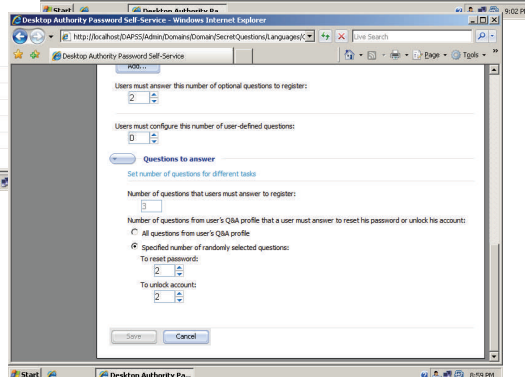 Start
Desktop Authority Pa...
9:02 PM
Desktop Authority Password Self-Service - Windows Internet Explorer
http://localhost/DAPSS/Admin/Domains/Domain/SecretQuestions/Languages/C
Live Search
Desktop Authority Password Self-Service
Page
Tools
Add...
Users must answer this number of optional questions to register:
2
Users must configure this number of user-defined questions:
0
Questions to answer
Set number of questions for different tasks
Number of questions that users must answer to register:
3
Number of questions from user's Q&A profile that a user must answer to reset his password or unlock his account:
All questions from user's Q&A profile
Specified number of randomly selected questions:
To reset password:
2
To unlock account:
2
Save
Cancel
Start
Desktop Authority Pa...
8:59 PM